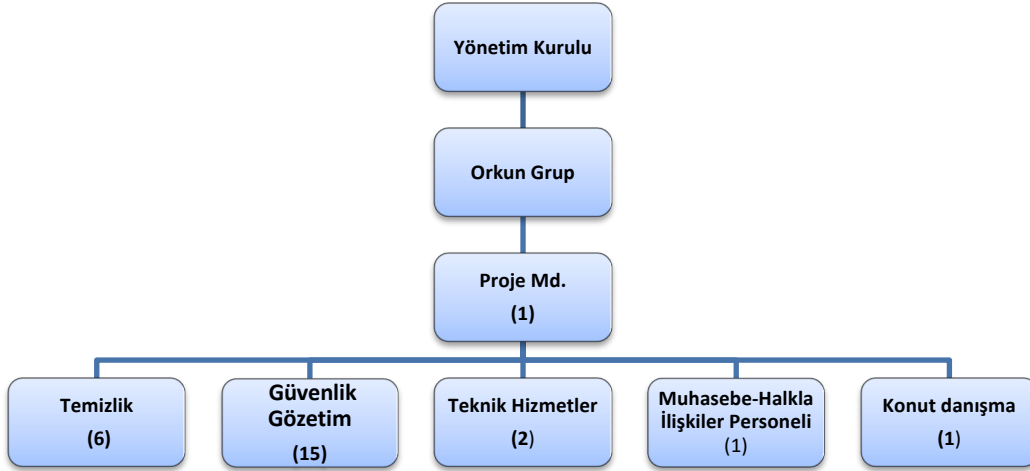 Yönetim Kurulu
Orkun Grup
Proje Md.
(1)
Temizlik
(6)
Güvenlik
Gözetim
(15)
Teknik Hizmetler
(2)
Muhasebe-Halkla
İlişkiler Personeli
(1)
Konut danışma
(1)